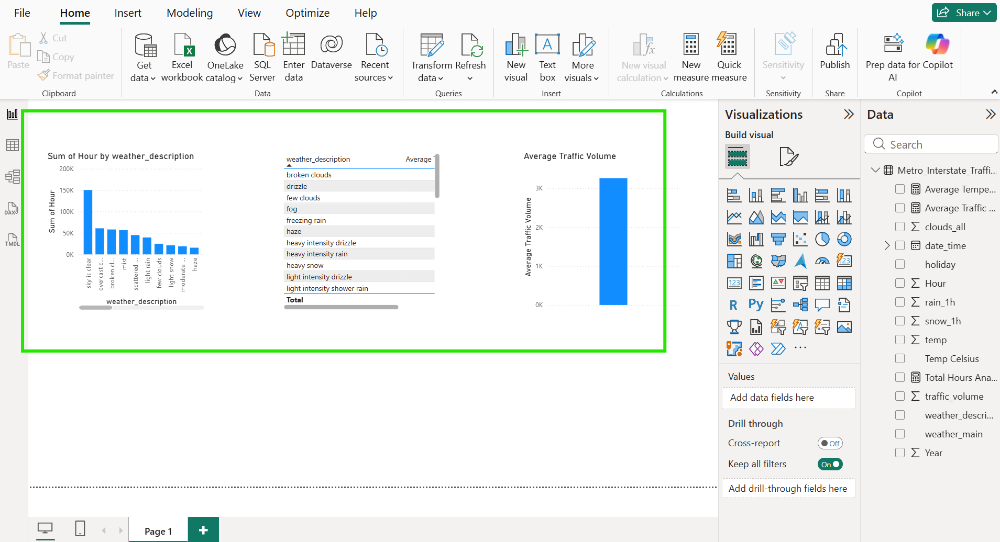 File Home Insert Modeling View Optimize Help Share
Paste
Cut
Copy
Format painter
Clipboard
Get data
Excel workbook
OneLake catalog
SQL Server
Enter data
Dataverse
Recent sources
Data
Transform data
Refresh
Queries
New visual
Text box
More visuals
Insert
New visual calculation
New measure
Quick measure
Calculations
Sensitivity
Sensitivity
Publish
Share
Prep data for AI
Copilot
Copilot
DAX
TMDL
Sum of Hour by weather_description
200K
150K
100K
50K
0K
Sum of Hour
sky is clear
overcast c...
broken cl...
mist
scattered ...
light rain
few clouds
light snow
moderate ...
haze
weather_description
weather_description Average
broken clouds
drizzle
few clouds
fog
freezing rain
haze
heavy intensity drizzle
heavy intensity rain
heavy snow
light intensity drizzle
light intensity shower rain
Total
Average Traffic Volume
3K
2K
1K
0K
Average Traffic Volume
Visualizations
Build visual
123
123
R
Py
Values
Add data fields here
Drill through
Cross-report Off
Keep all filters On
Add drill-through fields here
Data
Search
Metro_Interstate_Traffi...
Average Tempe...
Average Traffic ...
clouds_all
date_time
holiday
Hour
rain_1h
snow_1h
temp
Temp Celsius
Total Hours Ana...
traffic_volume
weather_descri...
weather_main
Year
Page 1